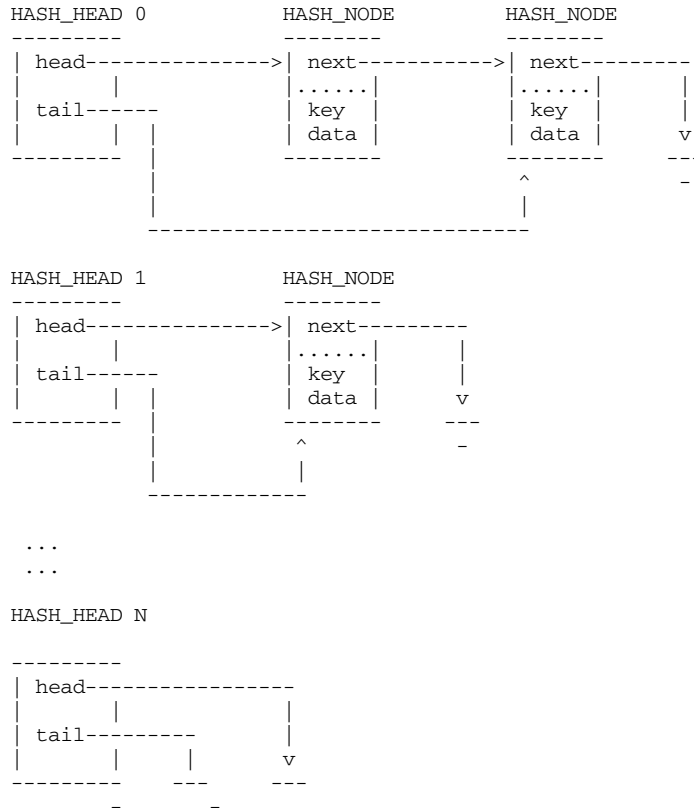 HASH_HEAD 0 HASH_NODE HASH_NODE
--------- -------- --------
| head--------------->| next----------->| next---------
| | |......| |......| |
| tail------ | key | | key | |
| | | | data | | data | v
--------- | -------- -------- ---
| ^ -
| |
-------------------------------
HASH_HEAD 1 HASH_NODE
--------- --------
| head--------------->| next---------
| | |......| |
| tail------ | key | |
| | | | data | v
--------- | -------- ---
| ^ -
| |
-------------
...
...
HASH_HEAD N
---------
| head-----------------
| | |
| tail--------- |
| | | v
--------- --- ---
- -